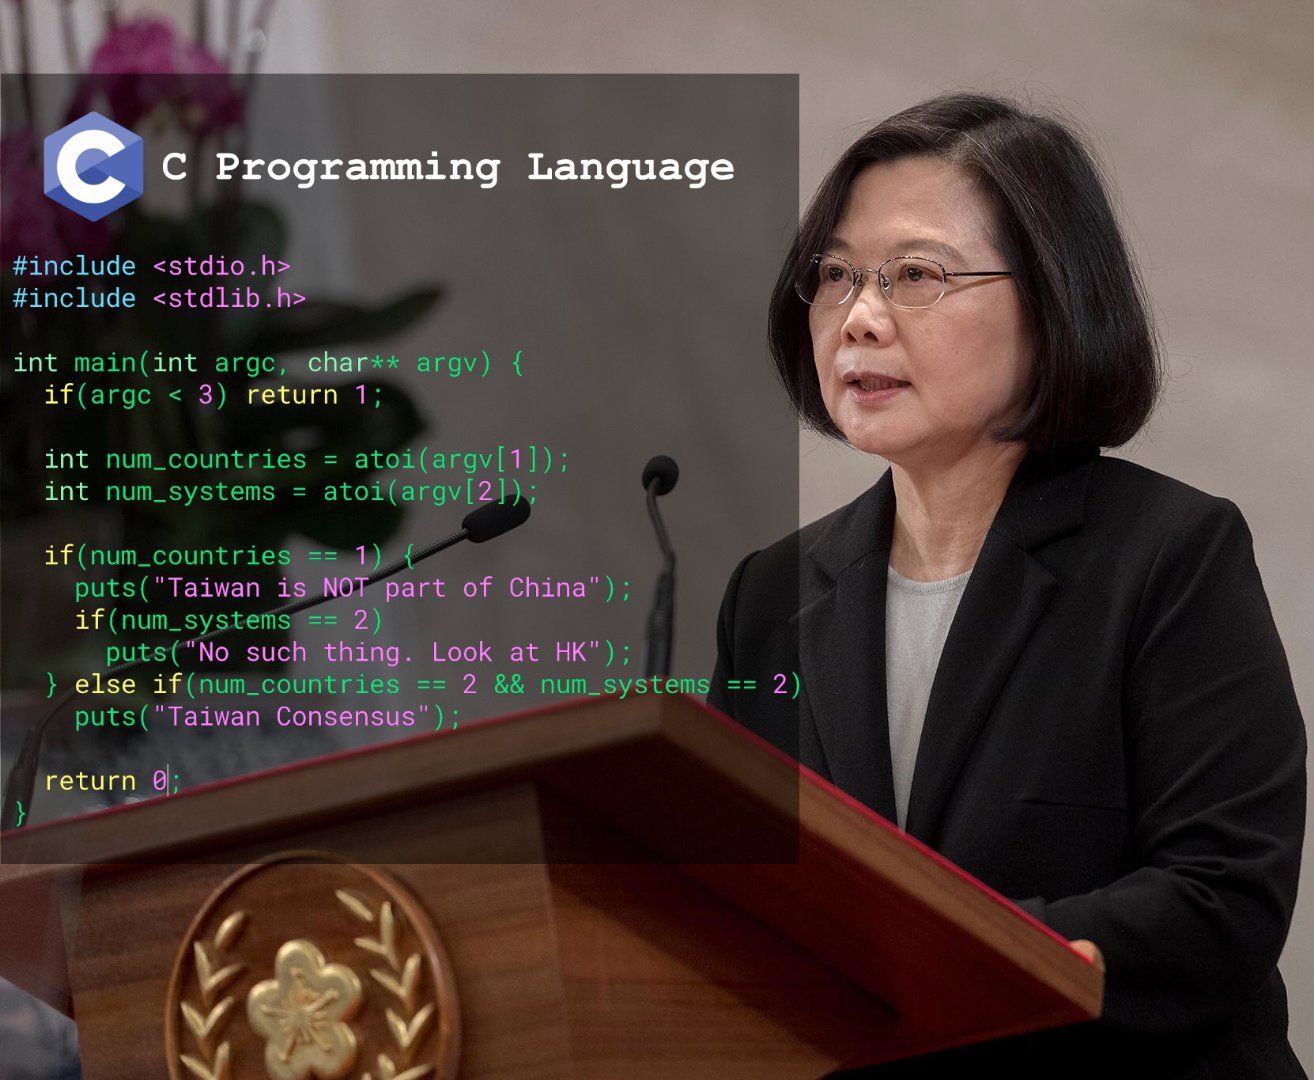 C Programming Language
#include <stdio.h>
#include <stdlib.h>
int main(int argc, char** argv) {
if(argc < 3) return 1;
int num_countries = atoi(argv[1]);
int num_systems = atoi(argv[2]);
if(num_countries == 1) {
puts("Taiwan is NOT part of China");
if(num_systems == 2)
puts("No such thing. Look at HK");
} else if(num_countries == 2 && num_systems == 2)
puts("Taiwan Consensus");
return 0;
}